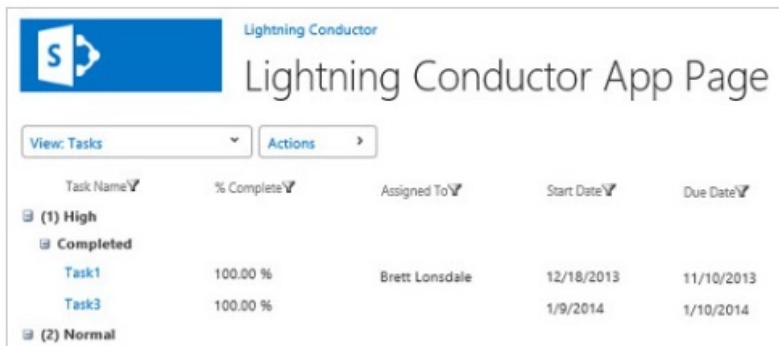 S
Lightning Conductor
Lightning Conductor App Page
View: Tasks Actions
Task Name % Complete Assigned To Start Date Due Date
(1) High
Completed
Task1 100.00 % Brett Lonsdale 12/18/2013 11/10/2013
Task3 100.00 % 1/9/2014 1/10/2014
(2) Normal